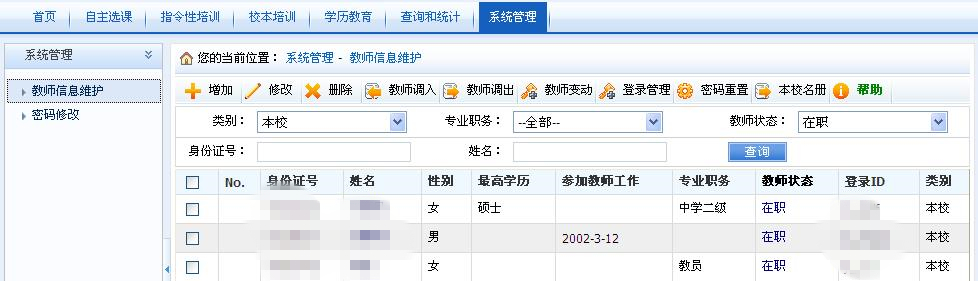 首页 自主选课 指令性培训 校本培训 学历教育 查询和统计 系统管理
系统管理
教师信息维护
密码修改
您的当前位置： 系统管理 - 教师信息维护
增加 修改 删除 教师调入 教师调出 教师变动 登录管理 密码重置 本校名册 帮助
类别： 本校 专业职务： --全部-- 教师状态： 在职
身份证号： 姓名： 查询
No. 身份证号 姓名 性别 最高学历 参加教师工作 专业职务 教师状态 登录ID 类别
女 硕士 中学二级 在职 本校
男 2002-3-12 在职 本校
女 教员 在职 本校